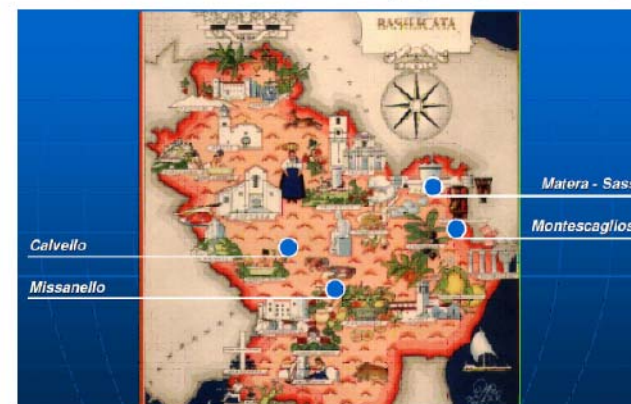 BASILICATA
Matera - Sass
Montescaglios
Calvello
Missanello